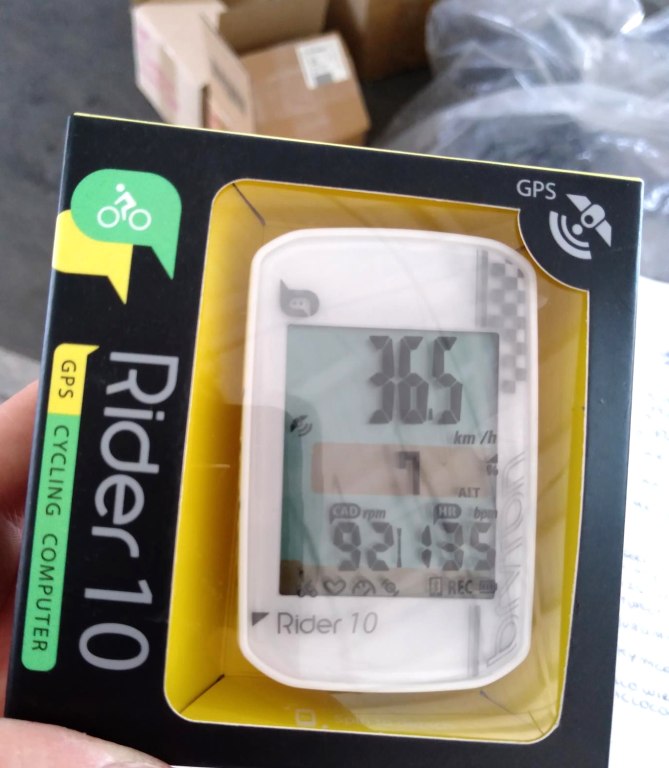 GPS
36.5
km/h
7
ALT
CAD rpm HR bpm
92 135
REC
Rider 10
Rider 10
GPS CYCLING COMPUTER